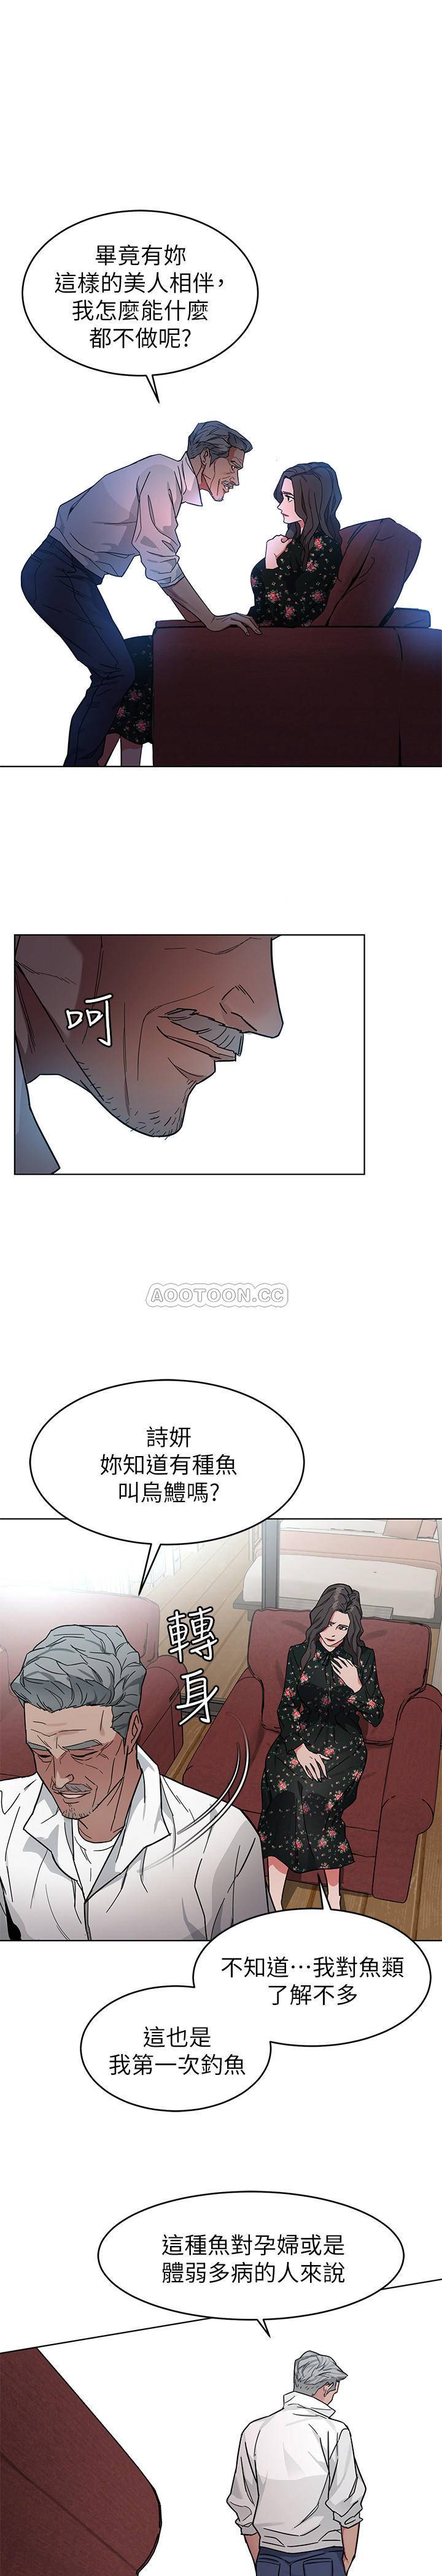 畢竟有妳
這樣的美人相伴，
我怎麼能什麼
都不做呢?
呵
AOOTOON.CC
詩妍
妳知道有種魚
叫烏鱧嗎?
轉
身
不知道…我對魚類
了解不多
這也是
我第一次釣魚
這種魚對孕婦或是
體弱多病的人來說